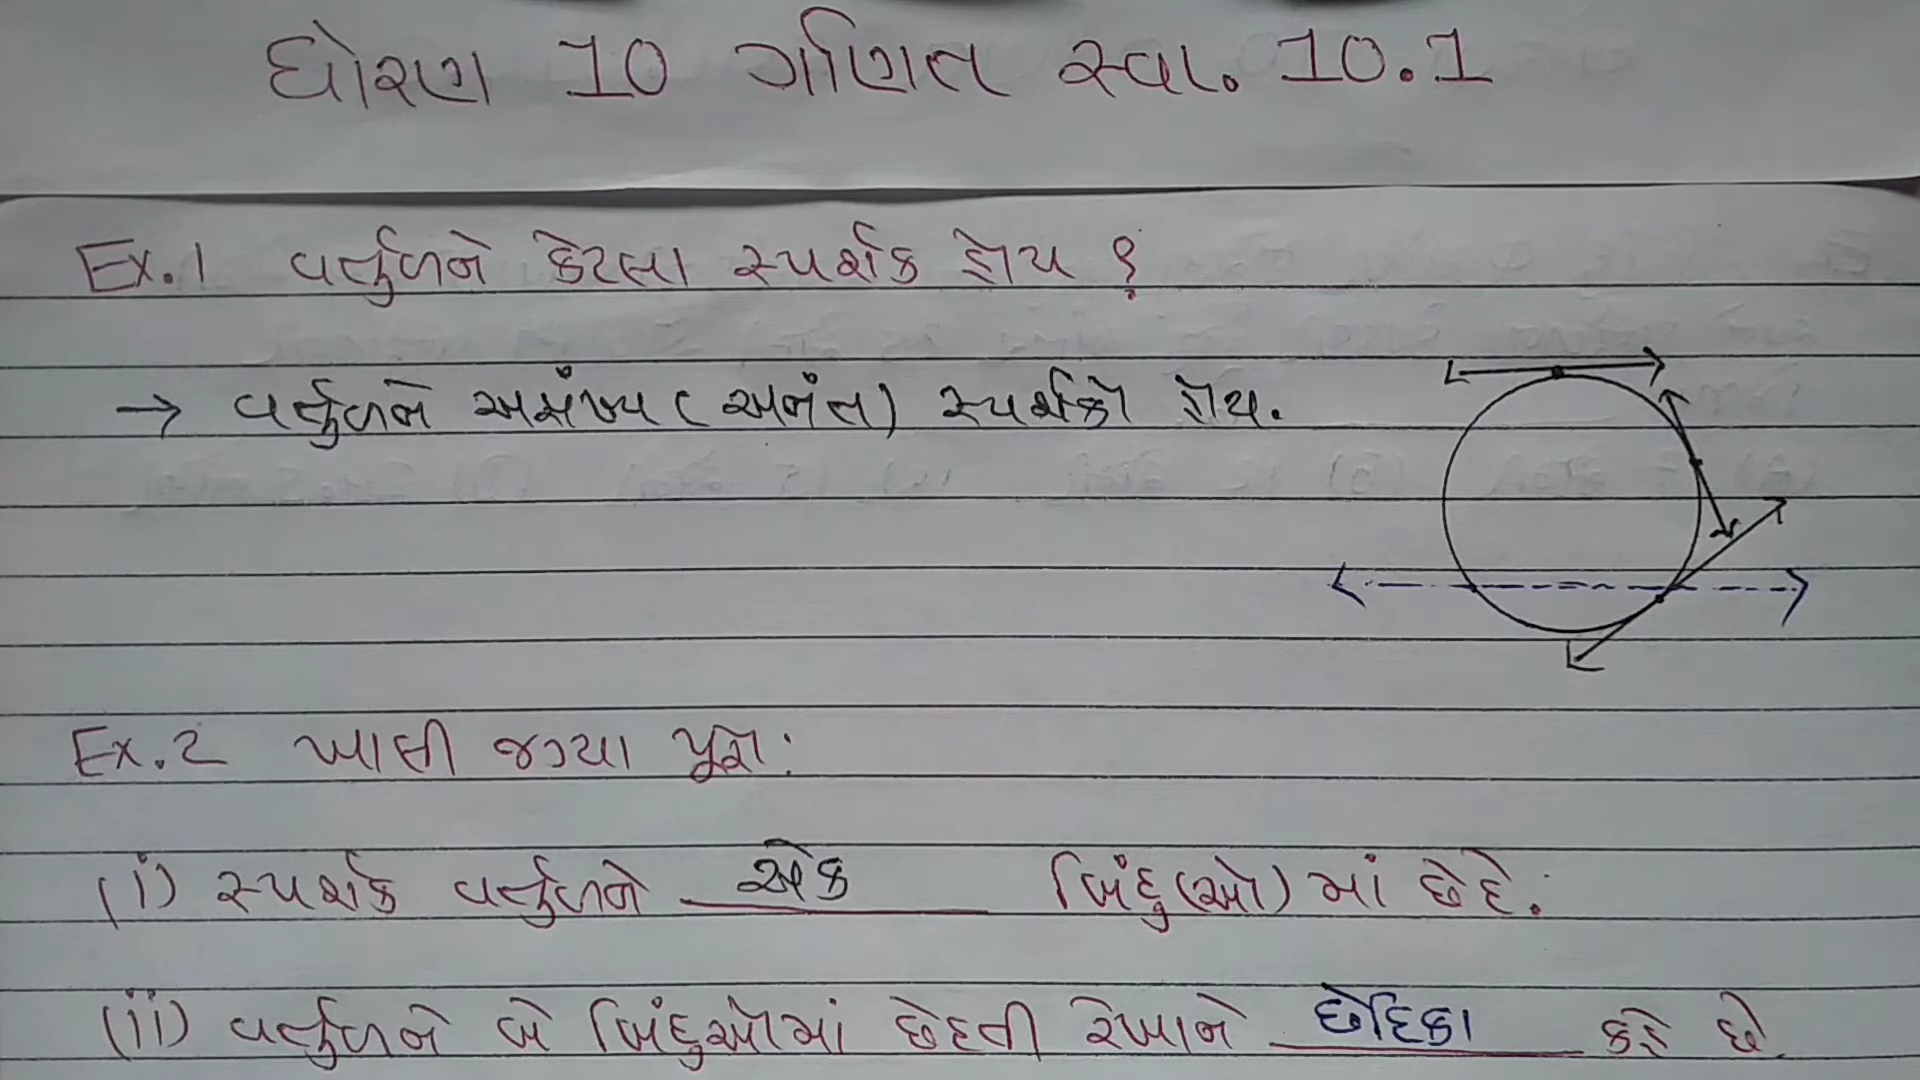 ધોરણ 10 ગણિત સ્વા. 10.1
Ex.1 વર્તુળને કેટલા સ્પર્શક હોય ?
→ વર્તુળને અસંખ્ય (અનંત) સ્પર્શકો હોય.
Ex.2 ખાલી જગ્યા પૂરો:
(i) સ્પર્શક વર્તુળને એક બિંદુ(ઓ)માં છેદે.
(ii) વર્તુળને બે બિંદુઓમાં છેદતી રેખાને છેદિકા કહે છે